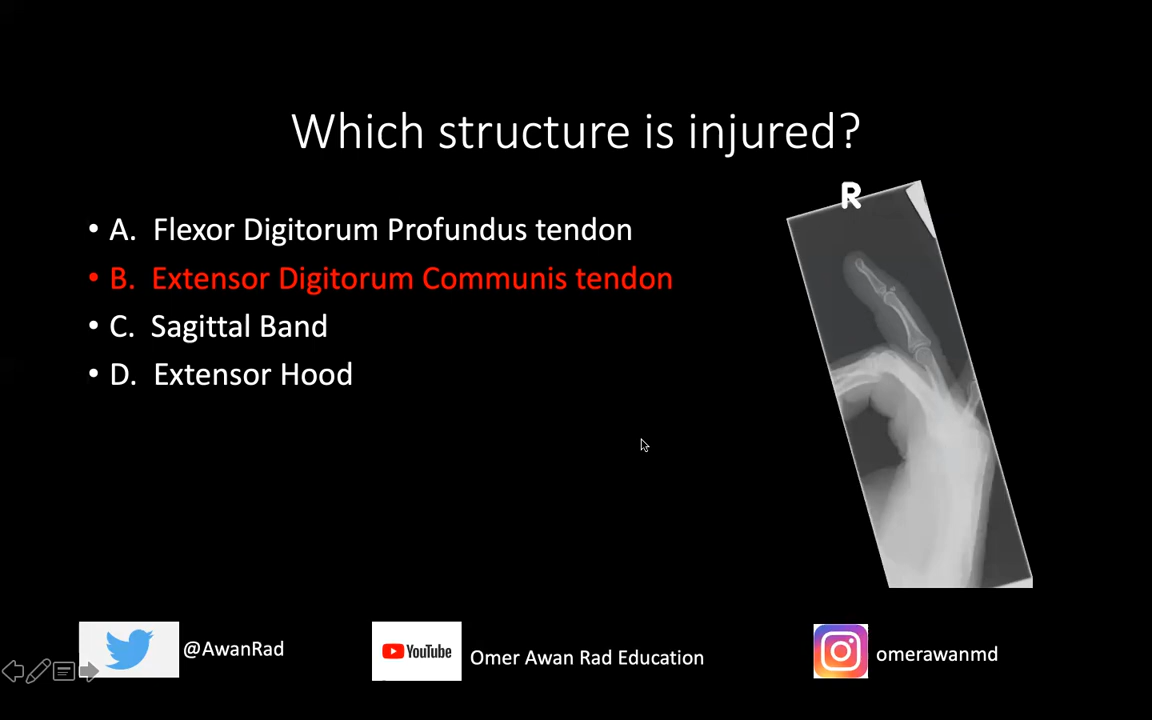 Which structure is injured?
R
• A. Flexor Digitorum Profundus tendon
• B. Extensor Digitorum Communis tendon
• C. Sagittal Band
• D. Extensor Hood
@AwanRad
YouTube
Omer Awan Rad Education
omerawanmd